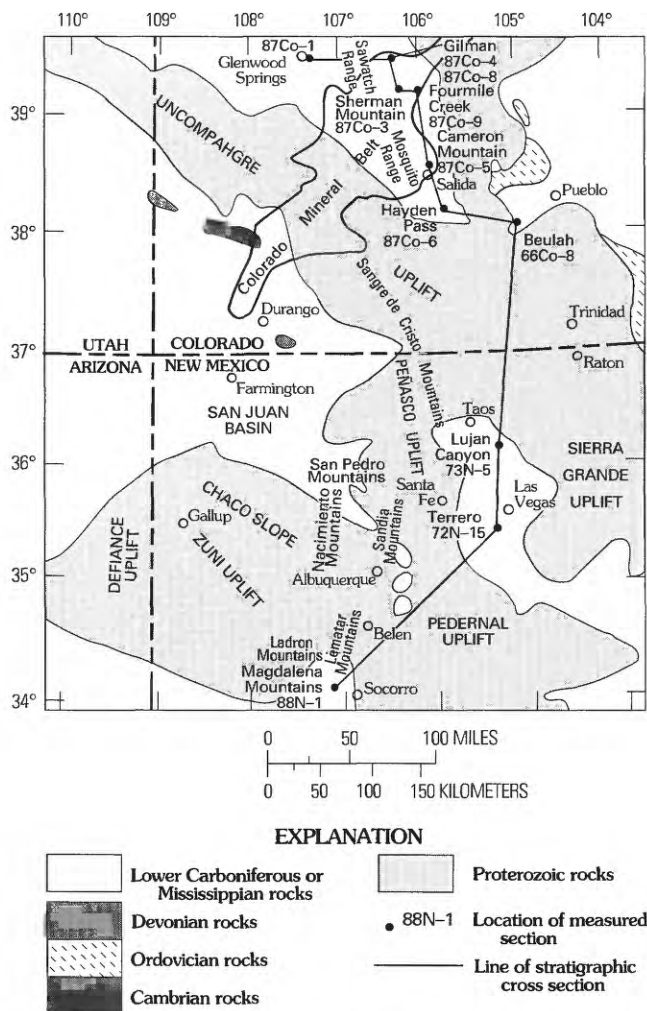 110° 109° 108° 107° 106° 105° 104°
87Co–1
Glenwood
Springs
Sawatch
Range
Gilman
87Co–4
87Co–8
Fourmile
Creek
87Co–9
Cameron
Mountain
87Co–5
Sherman
Mountain
87Co–3
Mosquito
Range
Salida
39°
UNCOMPAHGRE
UPLIFT
Colorado
Mineral
Belt
Pueblo
Hayden
Pass
87Co–6
Beulah
66Co–8
38°
Sangre de Cristo Mountains
Durango
Trinidad
37°
UTAH
COLORADO
ARIZONA
NEW MEXICO
Raton
Farmington
SAN JUAN
BASIN
PEÑASCO UPLIFT
Taos
Lujan
Canyon
73N–5
36°
San Pedro
Mountains
SIERRA
GRANDE
UPLIFT
CHACO SLOPE
Nacimiento
Mountains
Santa
Fe
Las
Vegas
Terrero
72N–15
Gallup
DEFIANCE
UPLIFT
ZUNI UPLIFT
Sandia
Mountains
35°
Albuquerque
Belen
PEDERNAL
UPLIFT
Ladron
Mountains
Lemitar
Mountains
Magdalena
Mountains
88N–1
Socorro
34°
0 50 100 MILES
0 50 100 150 KILOMETERS
EXPLANATION
Lower Carboniferous or
Mississippian rocks
Devonian rocks
Ordovician rocks
Cambrian rocks
Proterozoic rocks
88N–1 Location of measured
section
Line of stratigraphic
cross section